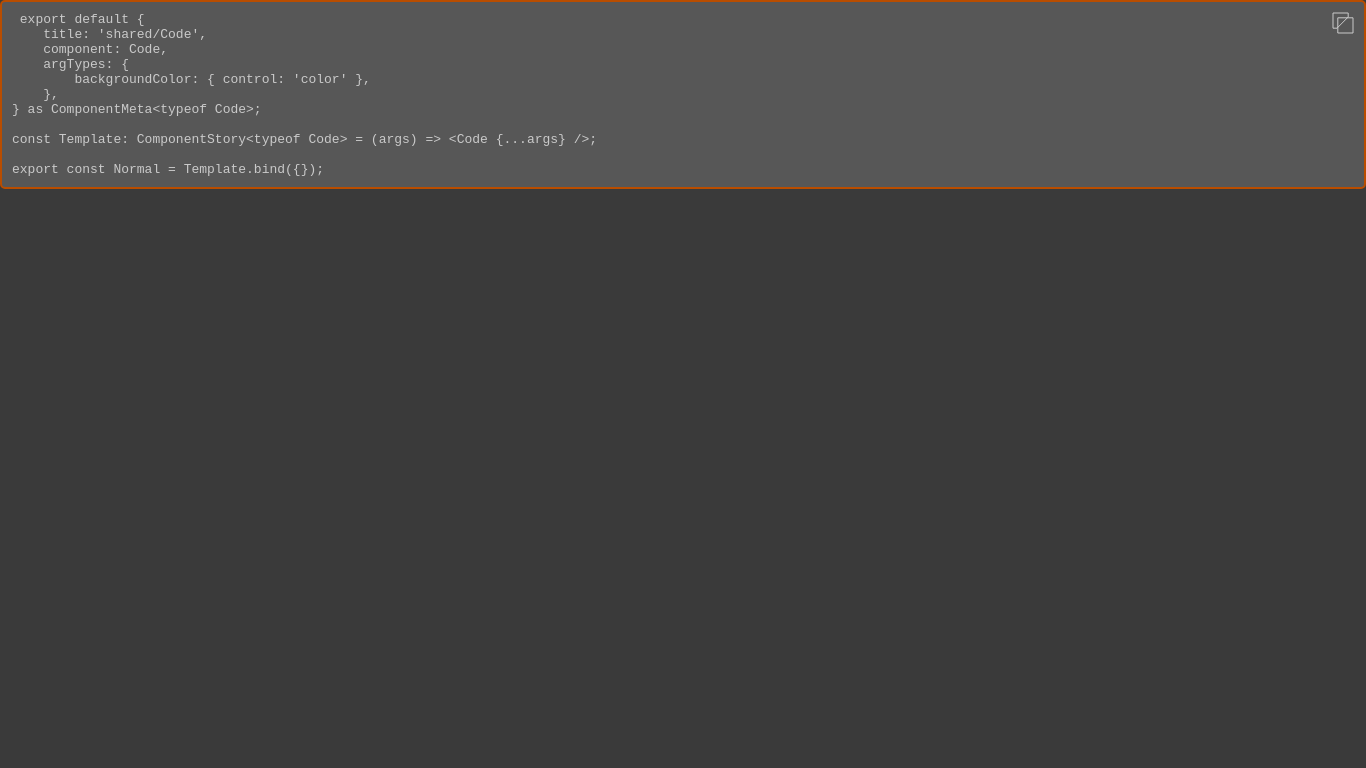 export default {
    title: 'shared/Code',
    component: Code,
    argTypes: {
        backgroundColor: { control: 'color' },
    },
} as ComponentMeta<typeof Code>;

const Template: ComponentStory<typeof Code> = (args) => <Code {...args} />;

export const Normal = Template.bind({});